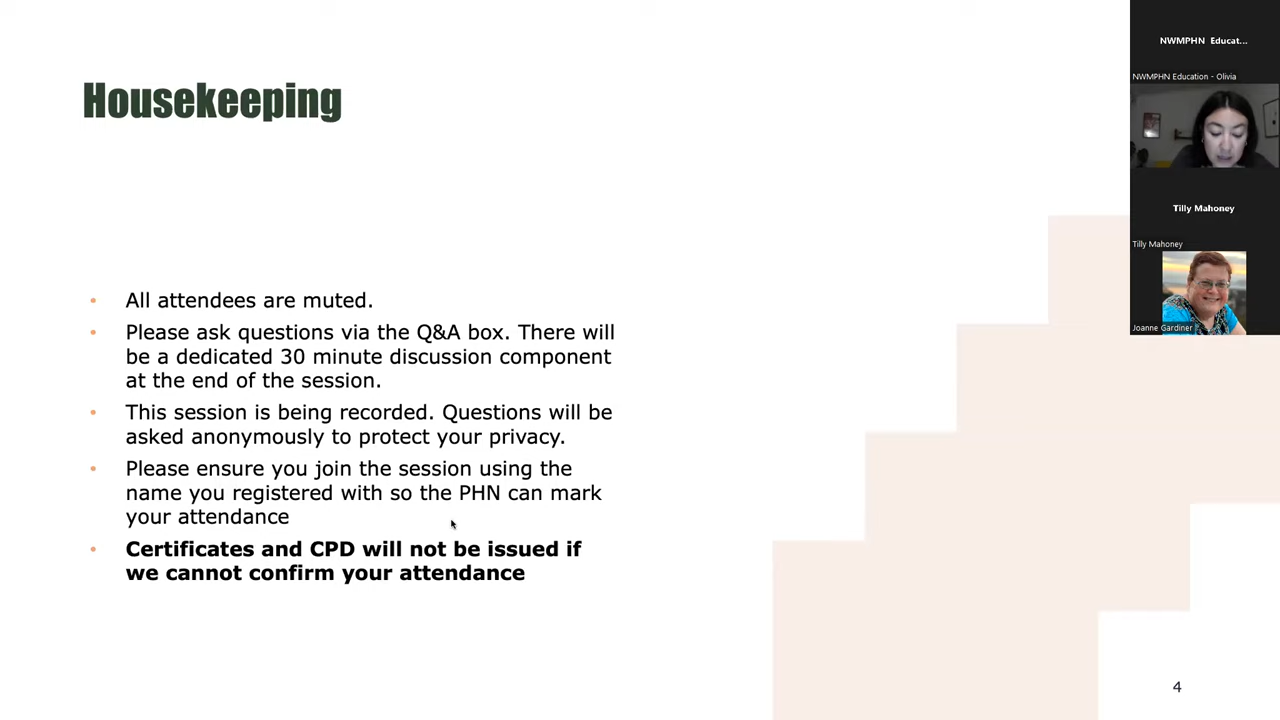 Housekeeping
All attendees are muted.
Please ask questions via the Q&A box. There will
be a dedicated 30 minute discussion component
at the end of the session.
This session is being recorded. Questions will be
asked anonymously to protect your privacy.
Please ensure you join the session using the
name you registered with so the PHN can mark
your attendance
Certificates and CPD will not be issued if
we cannot confirm your attendance
4
NWMPHN Educat...
NWMPHN Education - Olivia
Tilly Mahoney
Tilly Mahoney
Joanne Gardiner